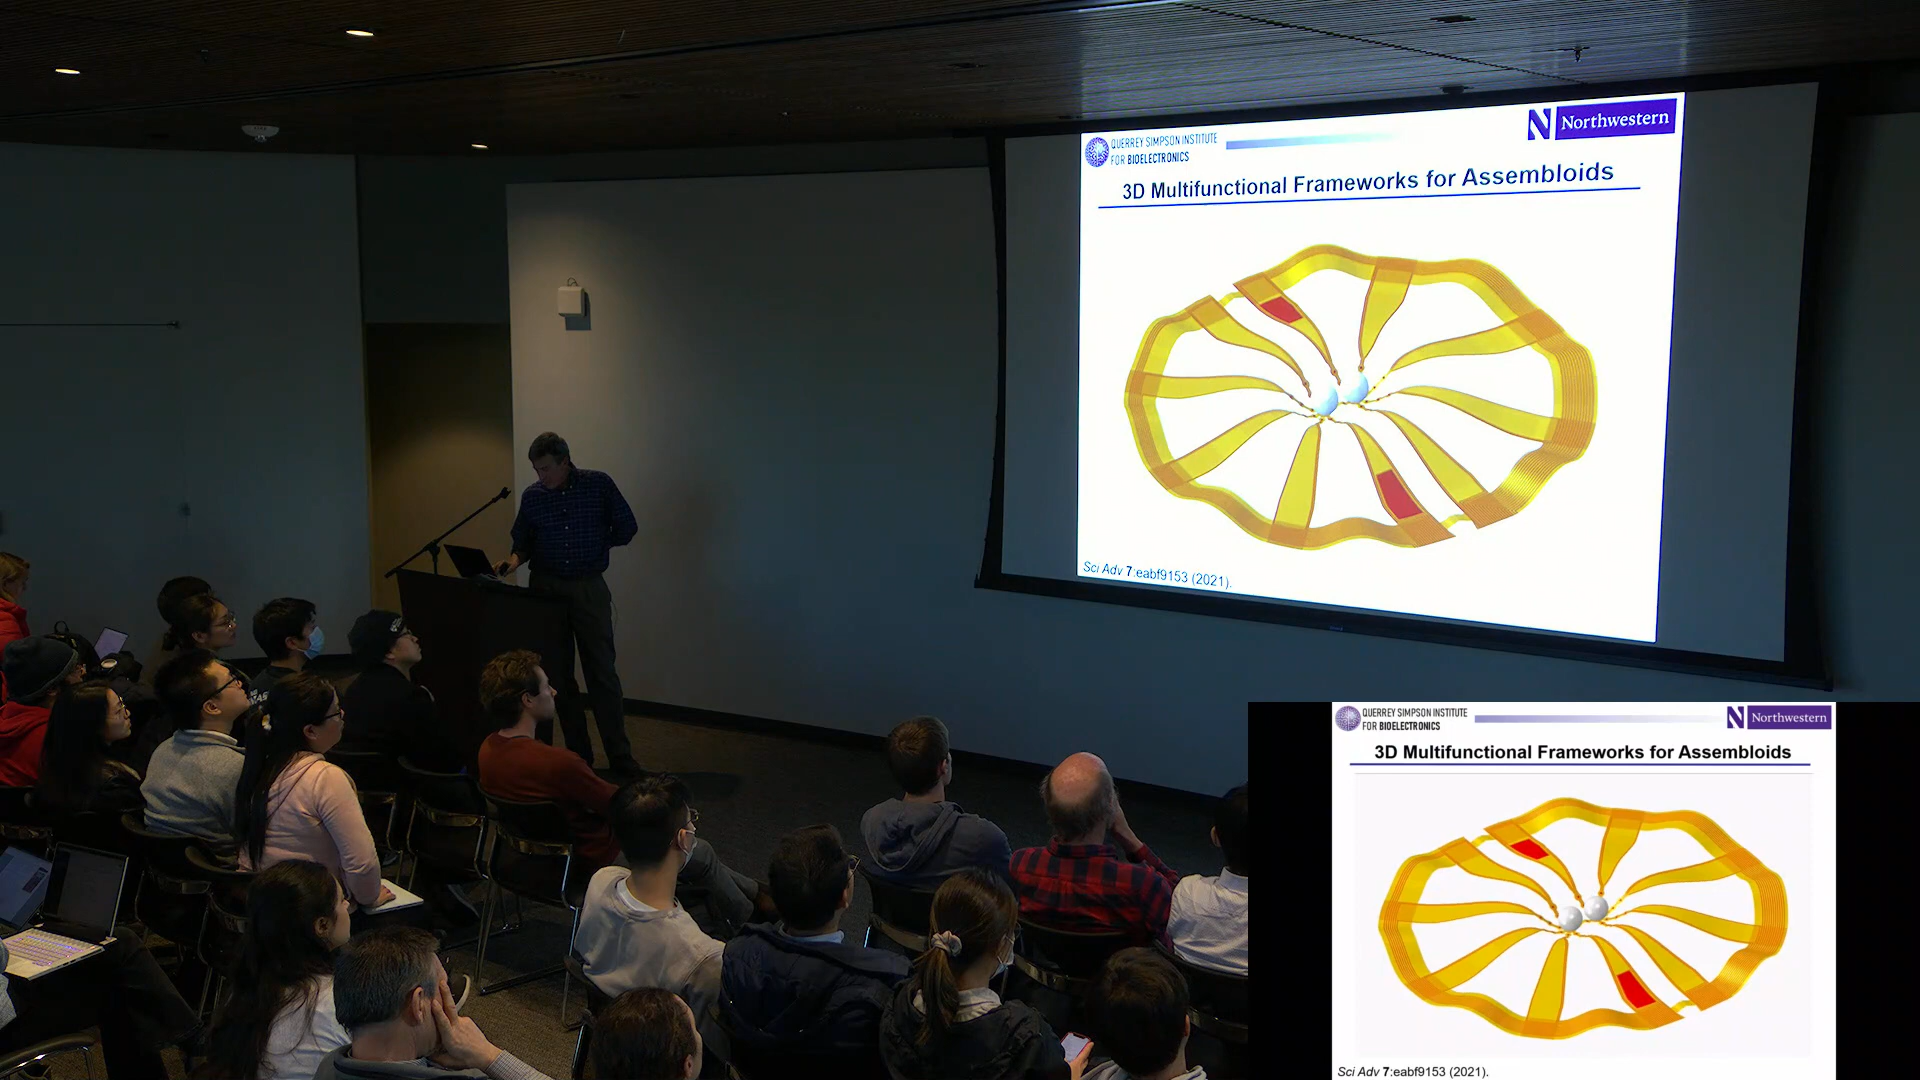 QUERREY SIMPSON INSTITUTE
FOR BIOELECTRONICS
N Northwestern
3D Multifunctional Frameworks for Assembloids
Sci Adv 7:eabf9153 (2021).
QUERREY SIMPSON INSTITUTE
FOR BIOELECTRONICS
N Northwestern
3D Multifunctional Frameworks for Assembloids
Sci Adv 7:eabf9153 (2021).